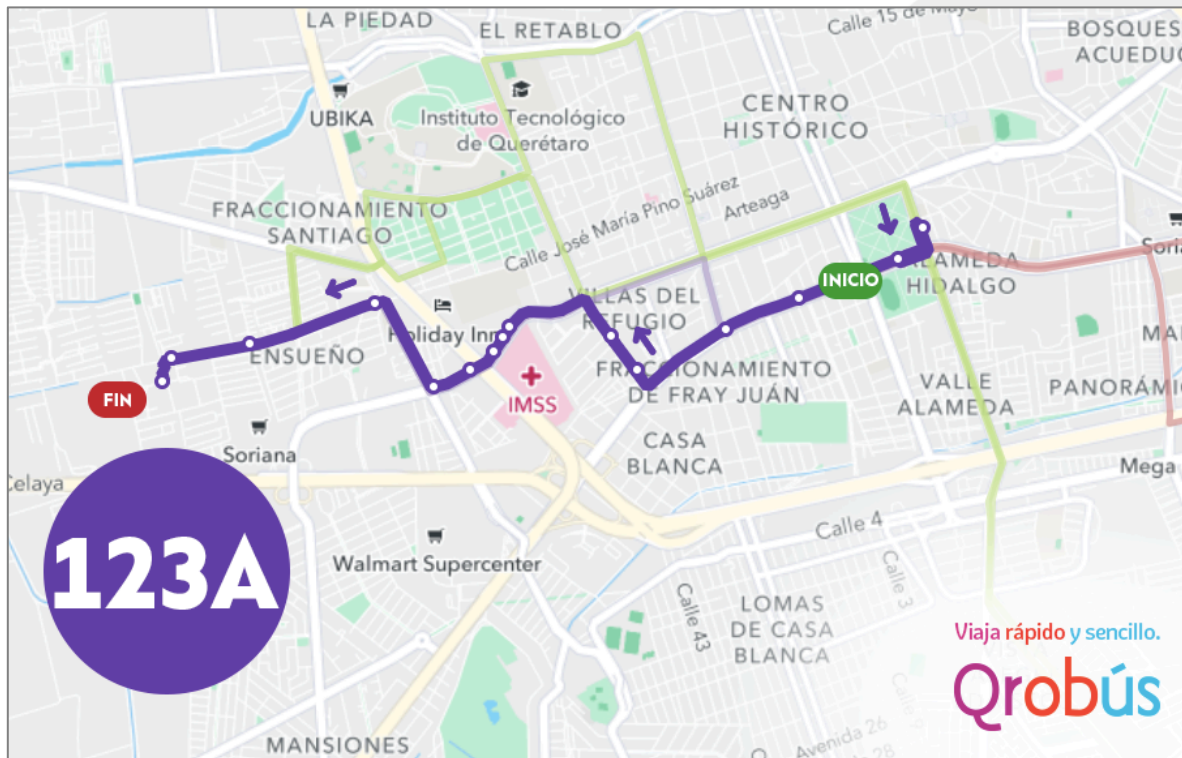 LA PIEDAD
EL RETABLO
Calle 15 de Mayo
BOSQUES
ACUEDUC
UBIKA
Instituto Tecnológico
de Querétaro
CENTRO
HISTÓRICO
Calle José María Pino Suárez
Arteaga
FRACCIONAMIENTO
SANTIAGO
Soria
INICIO
ALAMEDA
HIDALGO
VILLAS DEL
REFUGIO
Holiday Inn
ENSUEÑO
MA
FRACCIONAMIENTO
DE FRAY JUÁN
VALLE
ALAMEDA
PANORÁMI
FIN
IMSS
CASA
BLANCA
Soriana
Celaya
Mega
Calle 4
Calle 3
123A
Walmart Supercenter
Calle 43
LOMAS
DE CASA
BLANCA
Viaja rápido y sencillo.
Qrobús
MANSIONES
Avenida 26